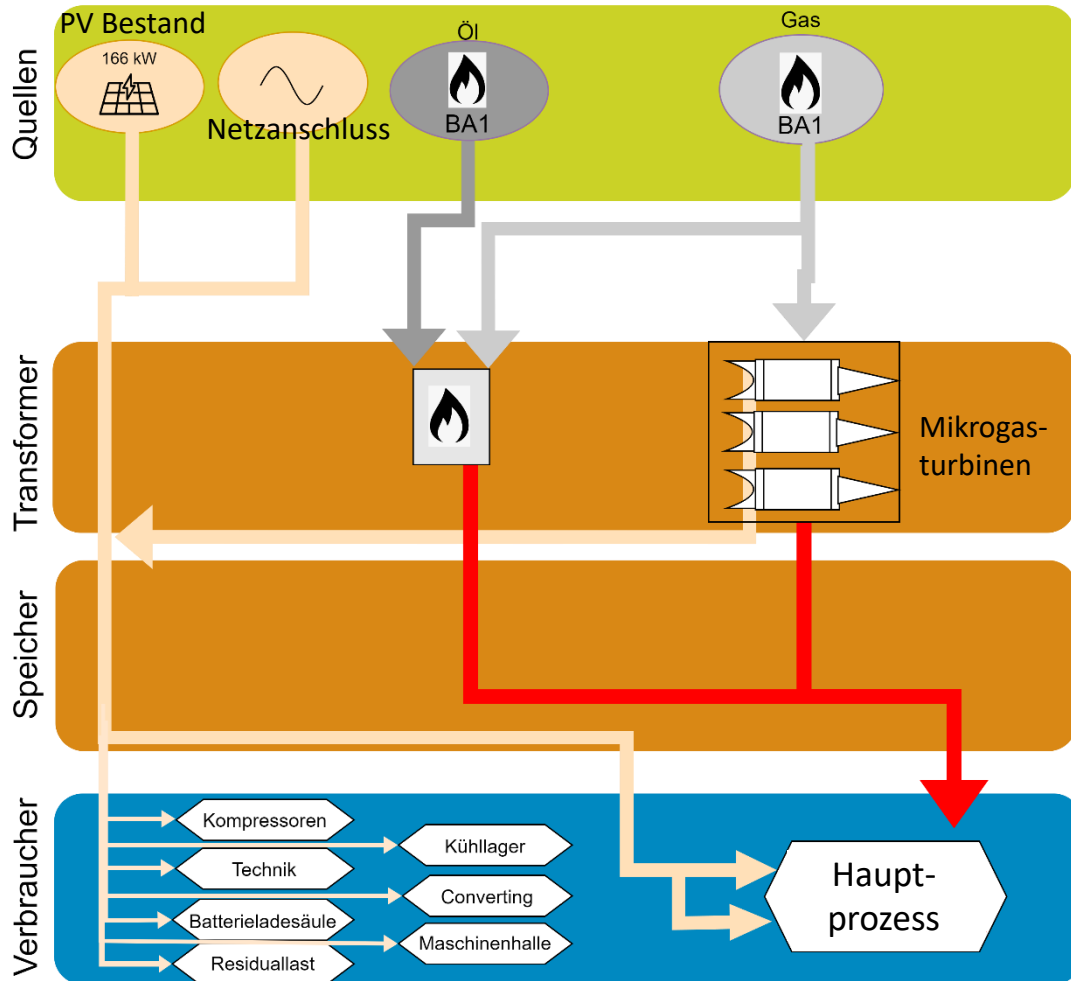 Quellen
PV Bestand
166 kW
Netzanschluss
Öl
BA1
Gas
BA1
Transformer
Mikrogas-
turbinen
Speicher
Verbraucher
Kompressoren
Kühllager
Technik
Converting
Batterieladesäule
Maschinenhalle
Residuallast
Haupt-
prozess